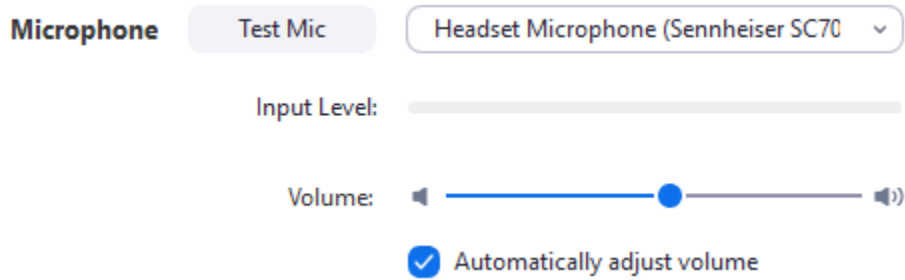 Microphone Test Mic Headset Microphone (Sennheiser SC70
Input Level:
Volume:
Automatically adjust volume